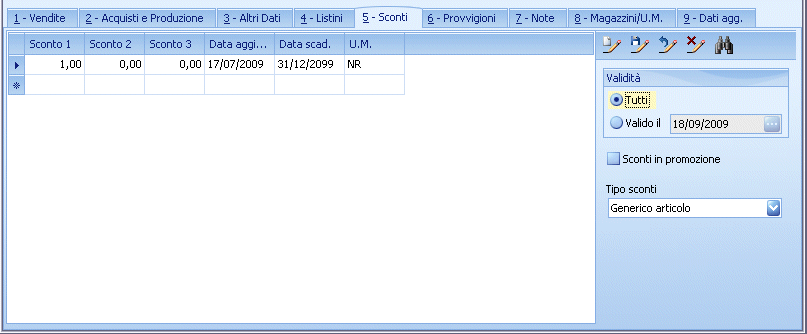 1 - Vendite 2 - Acquisti e Produzione 3 - Altri Dati 4 - Listini 5 - Sconti 6 - Provvigioni 7 - Note 8 - Magazzini/U.M. 9 - Dati agg.
Sconto 1 Sconto 2 Sconto 3 Data aggi... Data scad. U.M.
1,00 0,00 0,00 17/07/2009 31/12/2099 NR
Validità
Tutti
Valido il 18/09/2009 ...
Sconti in promozione
Tipo sconti
Generico articolo